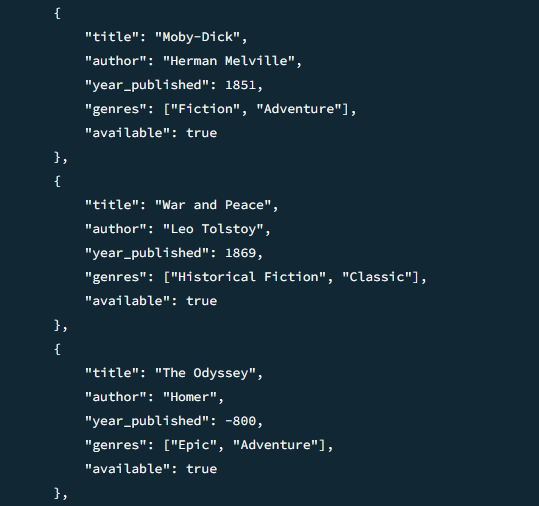 {
"title": "Moby-Dick",
"author": "Herman Melville",
"year_published": 1851,
"genres": ["Fiction", "Adventure"],
"available": true
},
{
"title": "War and Peace",
"author": "Leo Tolstoy",
"year_published": 1869,
"genres": ["Historical Fiction", "Classic"],
"available": true
},
{
"title": "The Odyssey",
"author": "Homer",
"year_published": -800,
"genres": ["Epic", "Adventure"],
"available": true
},